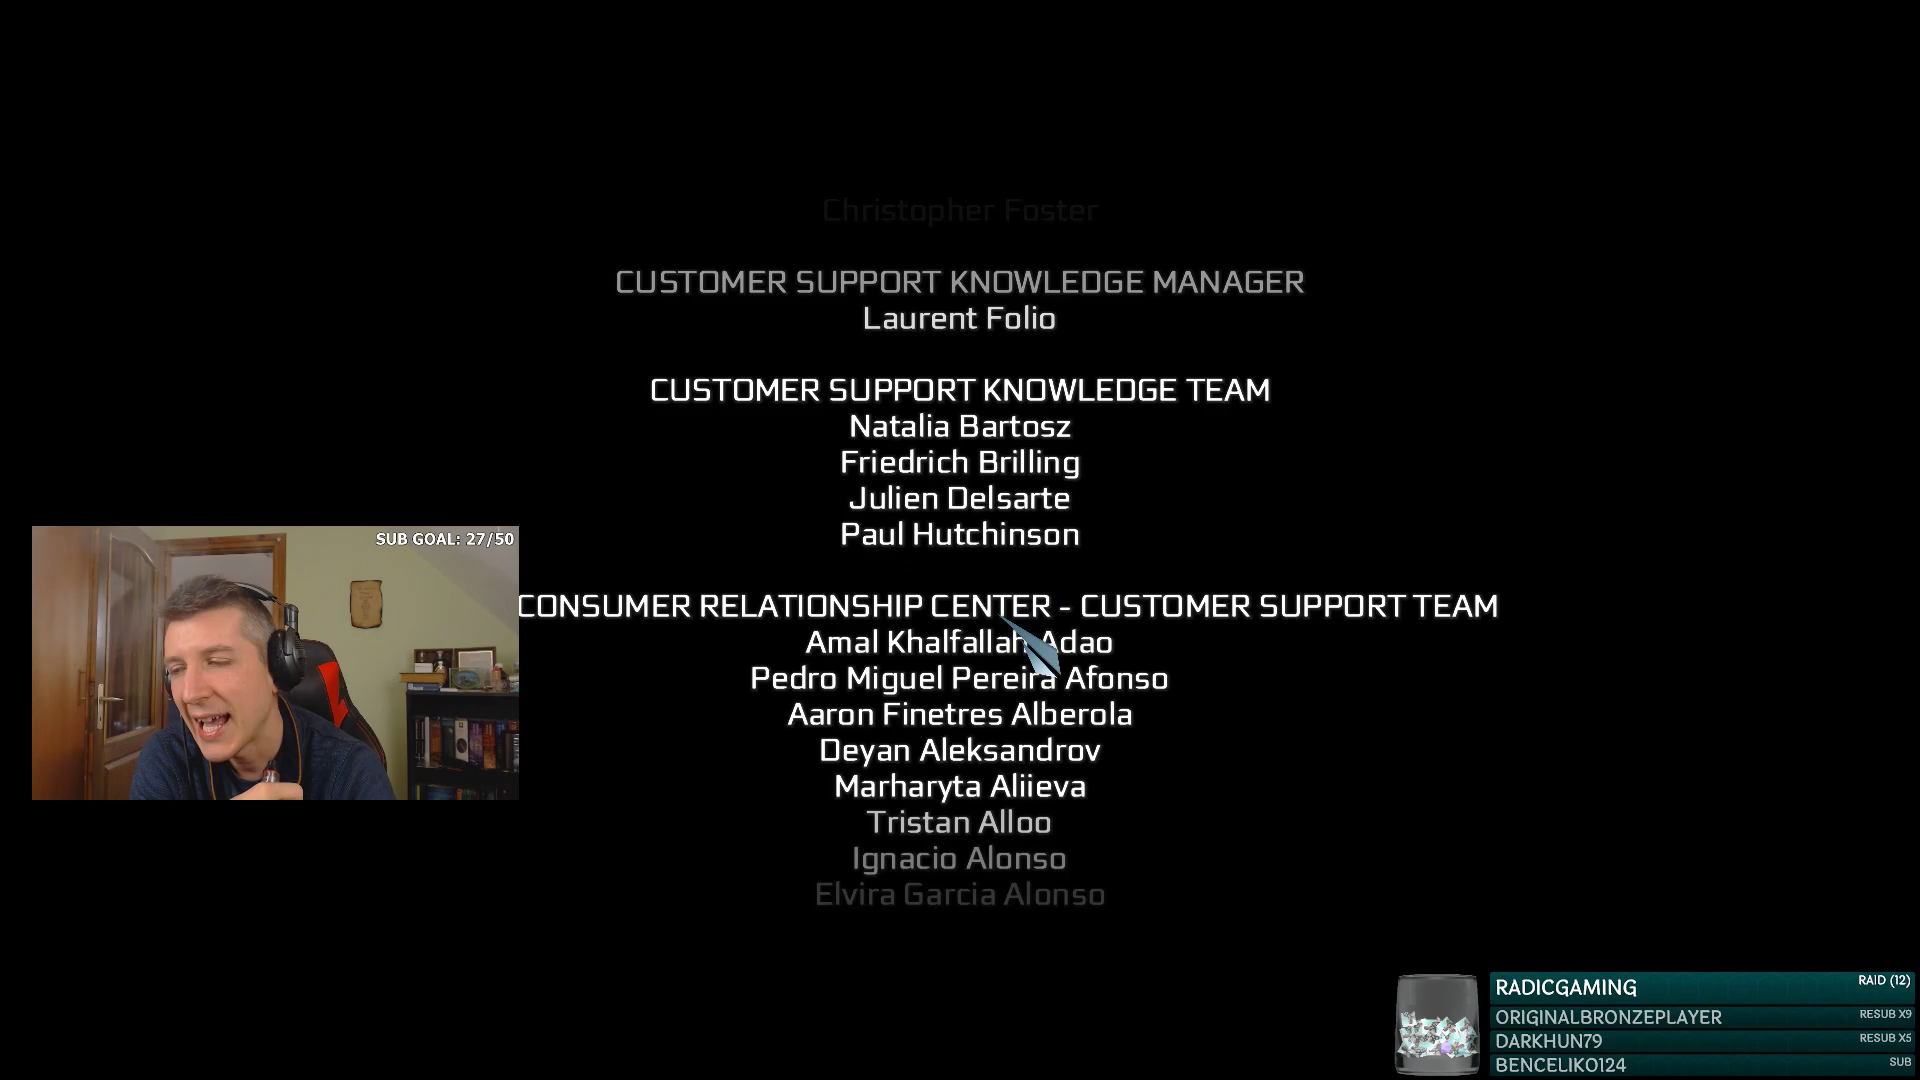 Christopher Foster
CUSTOMER SUPPORT KNOWLEDGE MANAGER
Laurent Folio
CUSTOMER SUPPORT KNOWLEDGE TEAM
Natalia Bartosz
Friedrich Brilling
Julien Delsarte
Paul Hutchinson
SUB GOAL: 27/50
CONSUMER RELATIONSHIP CENTER - CUSTOMER SUPPORT TEAM
Amal Khalfallah Adao
Pedro Miguel Pereira Afonso
Aaron Finetres Alberola
Deyan Aleksandrov
Marharyta Aliieva
Tristan Alloo
Ignacio Alonso
Elvira Garcia Alonso
RADICGAMING RAID (12)
ORIGINALBRONZEPLAYER RESUB X9
DARKHUN79 RESUB X5
BENCELIKO124 SUB